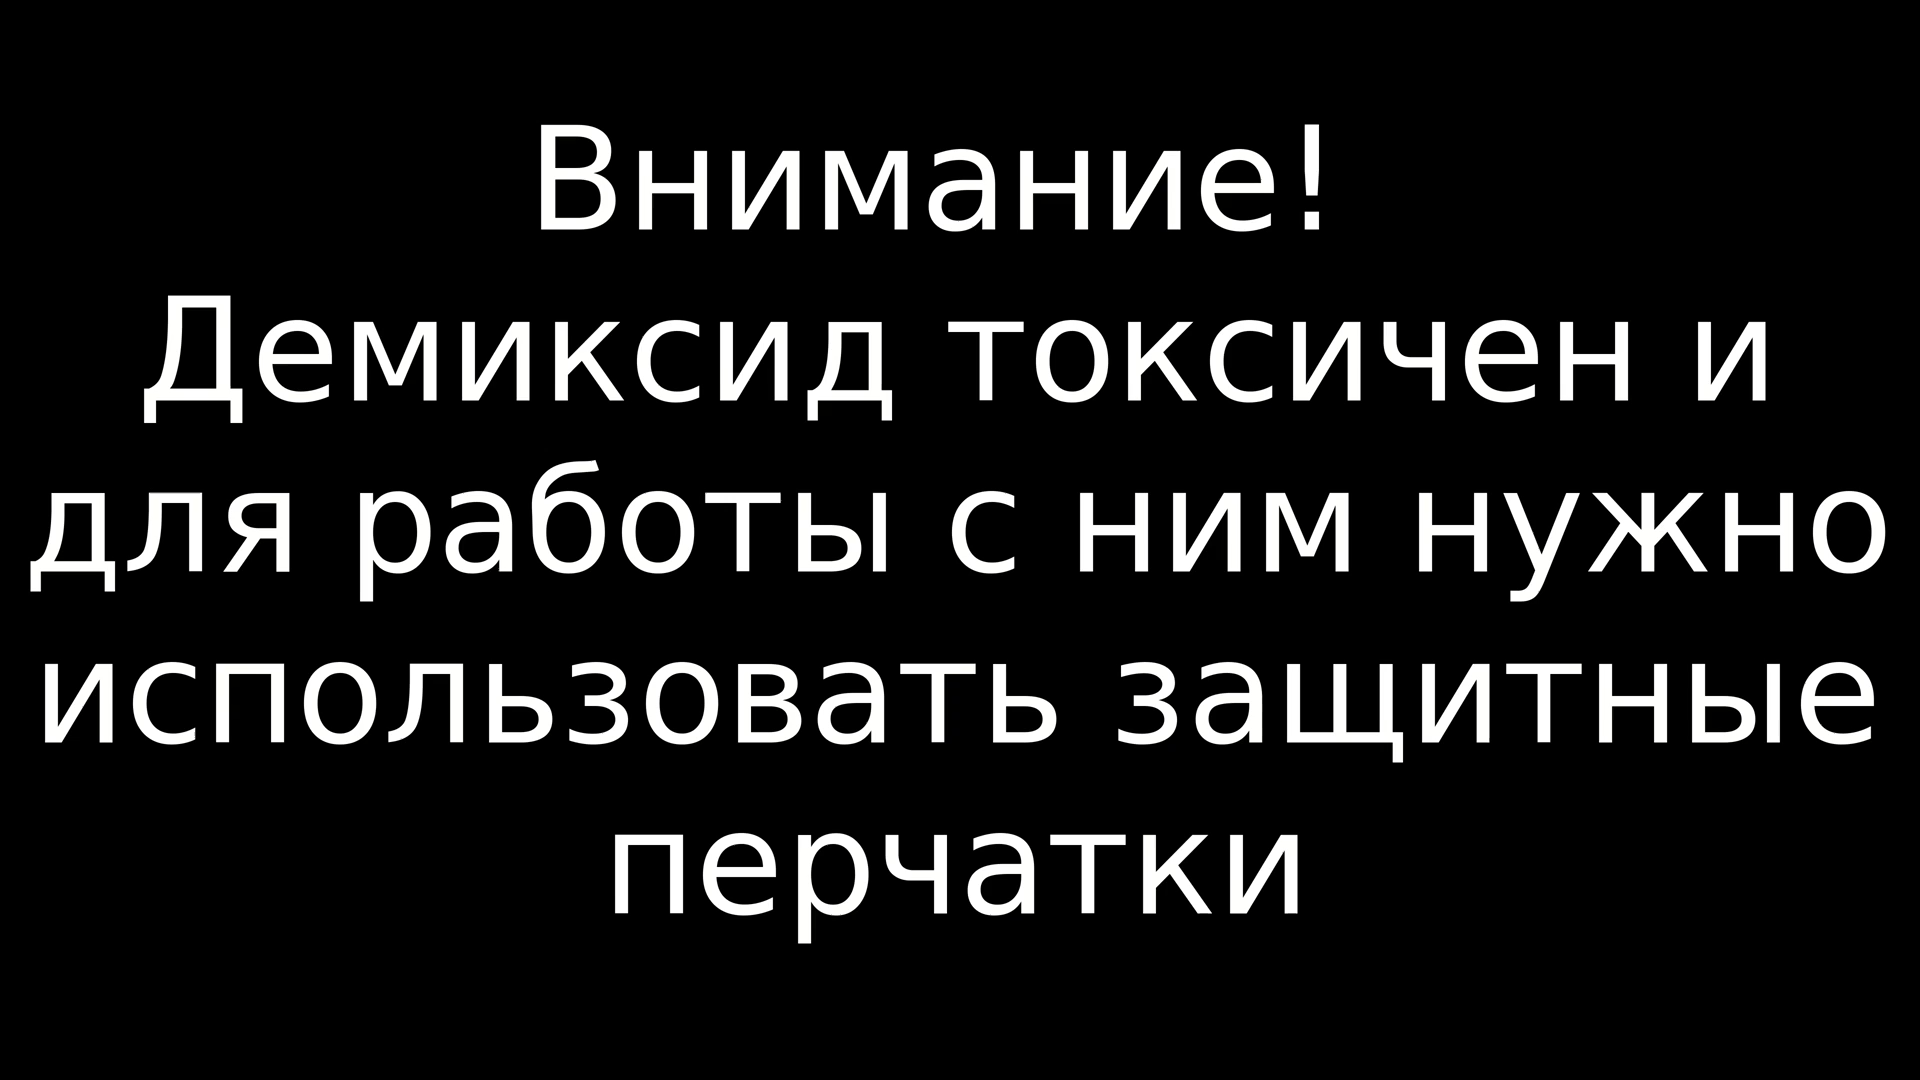 Внимание!
Демиксид токсичен и
для работы с ним нужно
использовать защитные
перчатки